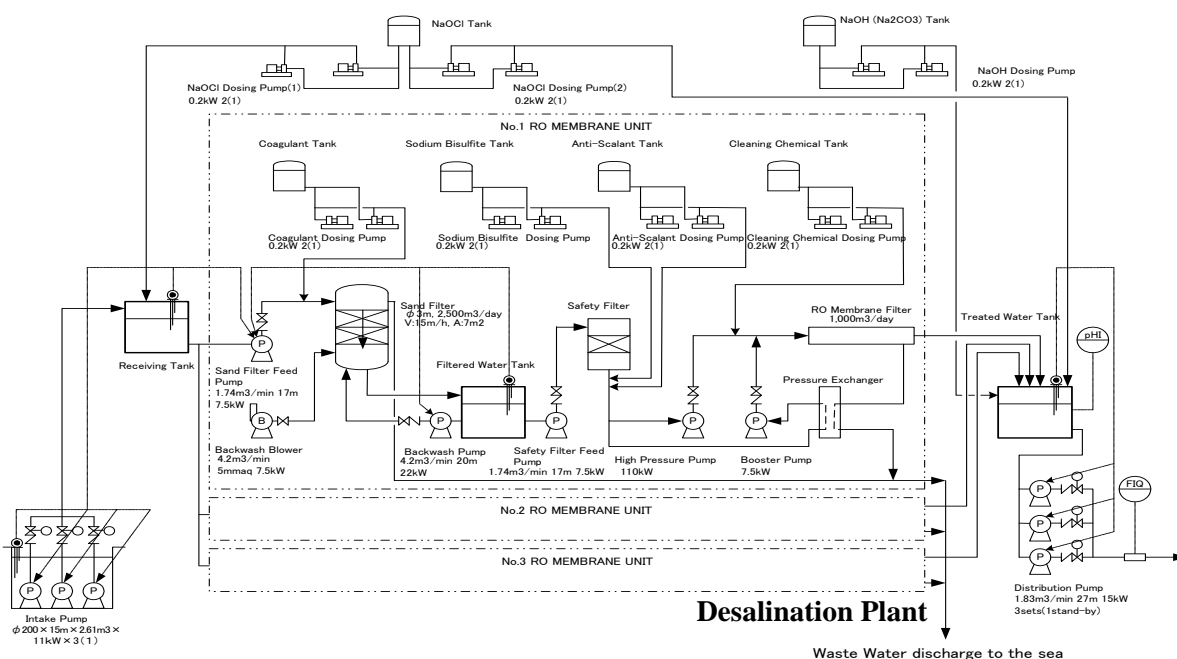 NaOCl Tank
NaOH (Na2CO3) Tank
NaOCl Dosing Pump(1)
0.2kW 2(1)
NaOCl Dosing Pump(2)
0.2kW 2(1)
NaOH Dosing Pump
0.2kW 2(1)
No.1 RO MEMBRANE UNIT
Coagulant Tank
Sodium Bisulfite Tank
Anti-Scalant Tank
Cleaning Chemical Tank
Coagulant Dosing Pump
0.2kW 2(1)
Sodium Bisulfite Dosing Pump
0.2kW 2(1)
Anti-Scalant Dosing Pump
0.2kW 2(1)
Cleaning Chemical Dosing Pump
0.2kW 2(1)
Receiving Tank
P
Sand Filter Feed
Pump
1.74m3/min 17m
7.5kW
Sand Filter
φ3m, 2,500m3/day
V:15m/h, A:7m2
B
Backwash Blower
4.2m3/min
5mmaq 7.5kW
Filtered Water Tank
P
Backwash Pump
4.2m3/min 20m
22kW
P
Safety Filter Feed
Pump
1.74m3/min 17m 7.5kW
Safety Filter
P
High Pressure Pump
110kW
P
Booster Pump
7.5kW
RO Membrane Filter
1,000m3/day
Pressure Exchanger
Treated Water Tank
pHI
No.2 RO MEMBRANE UNIT
No.3 RO MEMBRANE UNIT
P P P
Intake Pump
φ200×15m×2.61m3×
11kW×3(1)
P
P
P
FIQ
Distribution Pump
1.83m3/min 27m 15kW
3sets(1stand-by)
Desalination Plant
Waste Water discharge to the sea